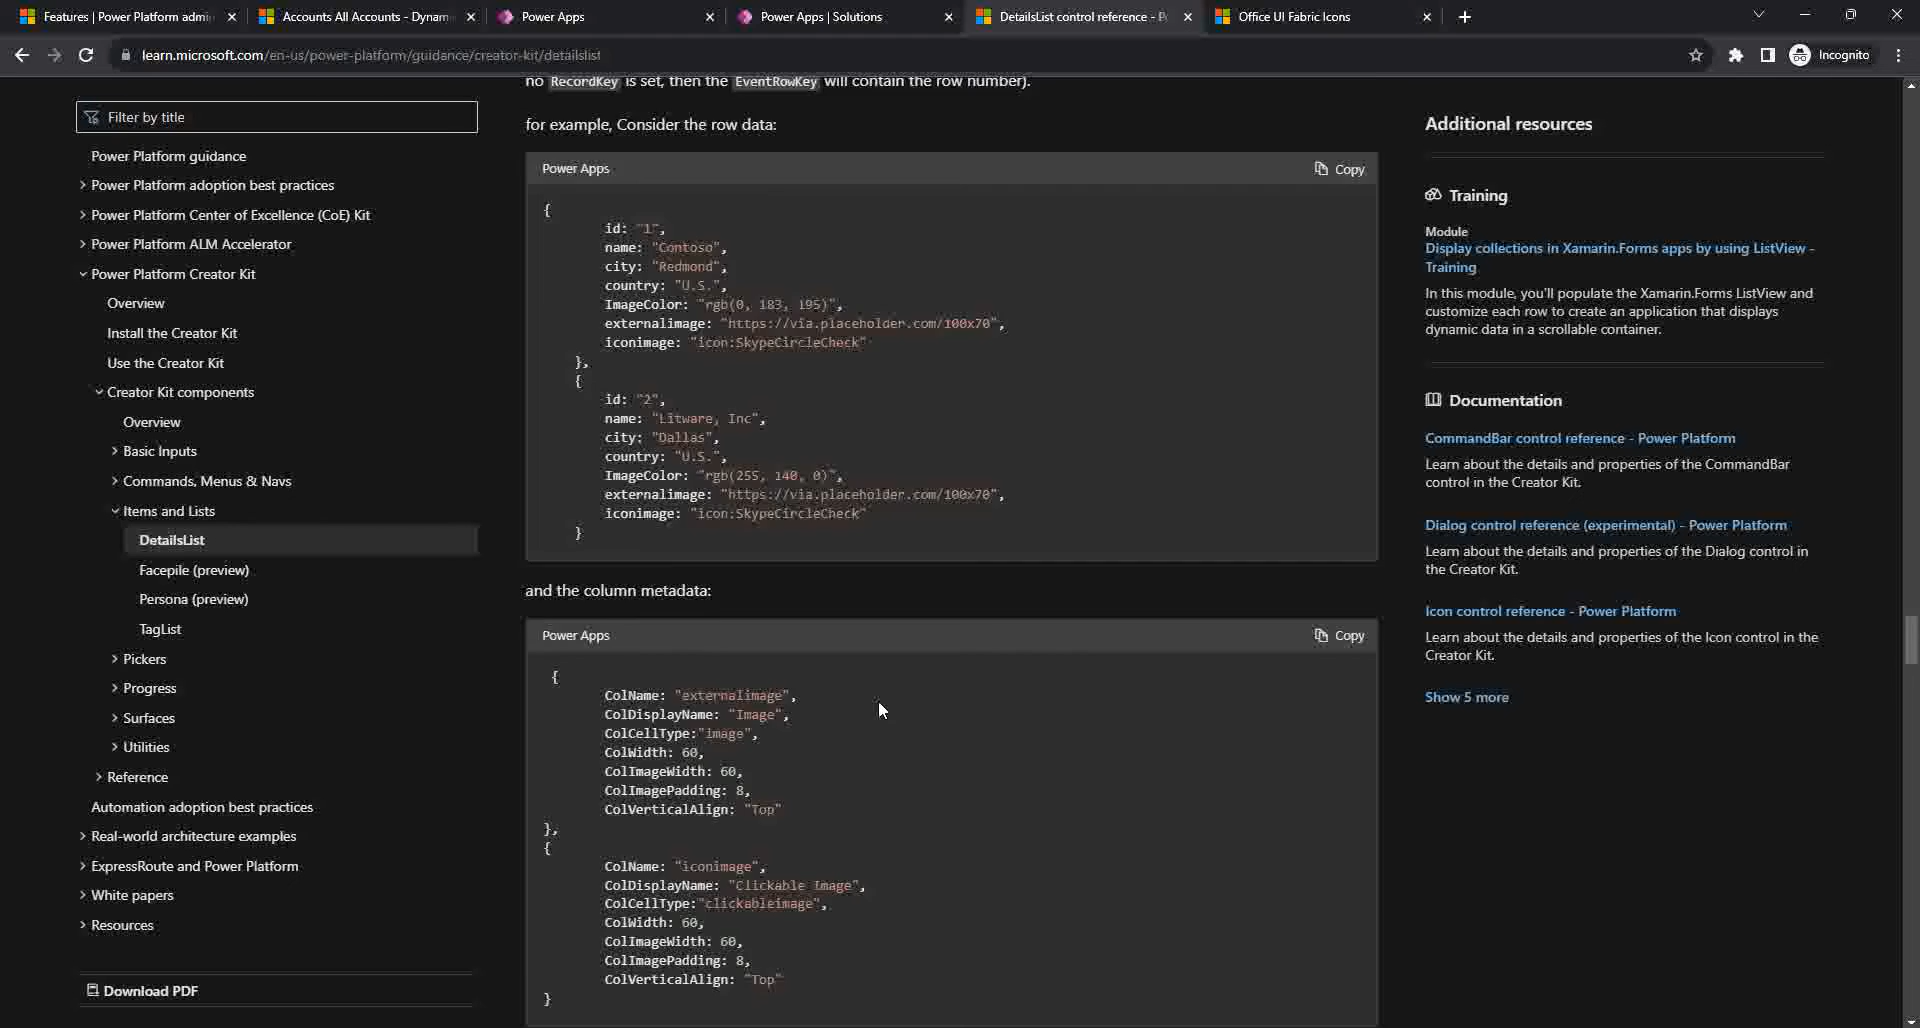 Features | Power Platform admi
Accounts All Accounts - Dynam
Power Apps
Power Apps | Solutions
DetailsList control reference - P
Office UI Fabric Icons
learn.microsoft.com/en-us/power-platform/guidance/creator-kit/detailslist
Incognito
Filter by title
Power Platform guidance
Power Platform adoption best practices
Power Platform Center of Excellence (CoE) Kit
Power Platform ALM Accelerator
Power Platform Creator Kit
Overview
Install the Creator Kit
Use the Creator Kit
Creator Kit components
Overview
Basic Inputs
Commands, Menus & Navs
Items and Lists
DetailsList
Facepile (preview)
Persona (preview)
TagList
Pickers
Progress
Surfaces
Utilities
Reference
Automation adoption best practices
Real-world architecture examples
ExpressRoute and Power Platform
White papers
Resources
Download PDF
no RecordKey is set, then the EventRowKey will contain the row number).
for example, Consider the row data:
Power Apps
Copy
{
id: "1",
name: "Contoso",
city: "Redmond",
country: "U.S.",
ImageColor: "rgb(0, 183, 195)",
externalimage: "https://via.placeholder.com/100x70",
iconimage: "icon:SkypeCircleCheck"
},
{
id: "2",
name: "Litware, Inc",
city: "Dallas",
country: "U.S.",
ImageColor: "rgb(255, 140, 0)",
externalimage: "https://via.placeholder.com/100x70",
iconimage: "icon:SkypeCircleCheck"
}
and the column metadata:
Power Apps
Copy
{
ColName: "externalimage",
ColDisplayName: "Image",
ColCellType:"image",
ColWidth: 60,
ColImageWidth: 60,
ColImagePadding: 8,
ColVerticalAlign: "Top"
},
{
ColName: "iconimage",
ColDisplayName: "Clickable Image",
ColCellType:"clickableimage",
ColWidth: 60,
ColImageWidth: 60,
ColImagePadding: 8,
ColVerticalAlign: "Top"
}
Additional resources
Training
Module
Display collections in Xamarin.Forms apps by using ListView -
Training
In this module, you'll populate the Xamarin.Forms ListView and
customize each row to create an application that displays
dynamic data in a scrollable container.
Documentation
CommandBar control reference - Power Platform
Learn about the details and properties of the CommandBar
control in the Creator Kit.
Dialog control reference (experimental) - Power Platform
Learn about the details and properties of the Dialog control in
the Creator Kit.
Icon control reference - Power Platform
Learn about the details and properties of the Icon control in the
Creator Kit.
Show 5 more